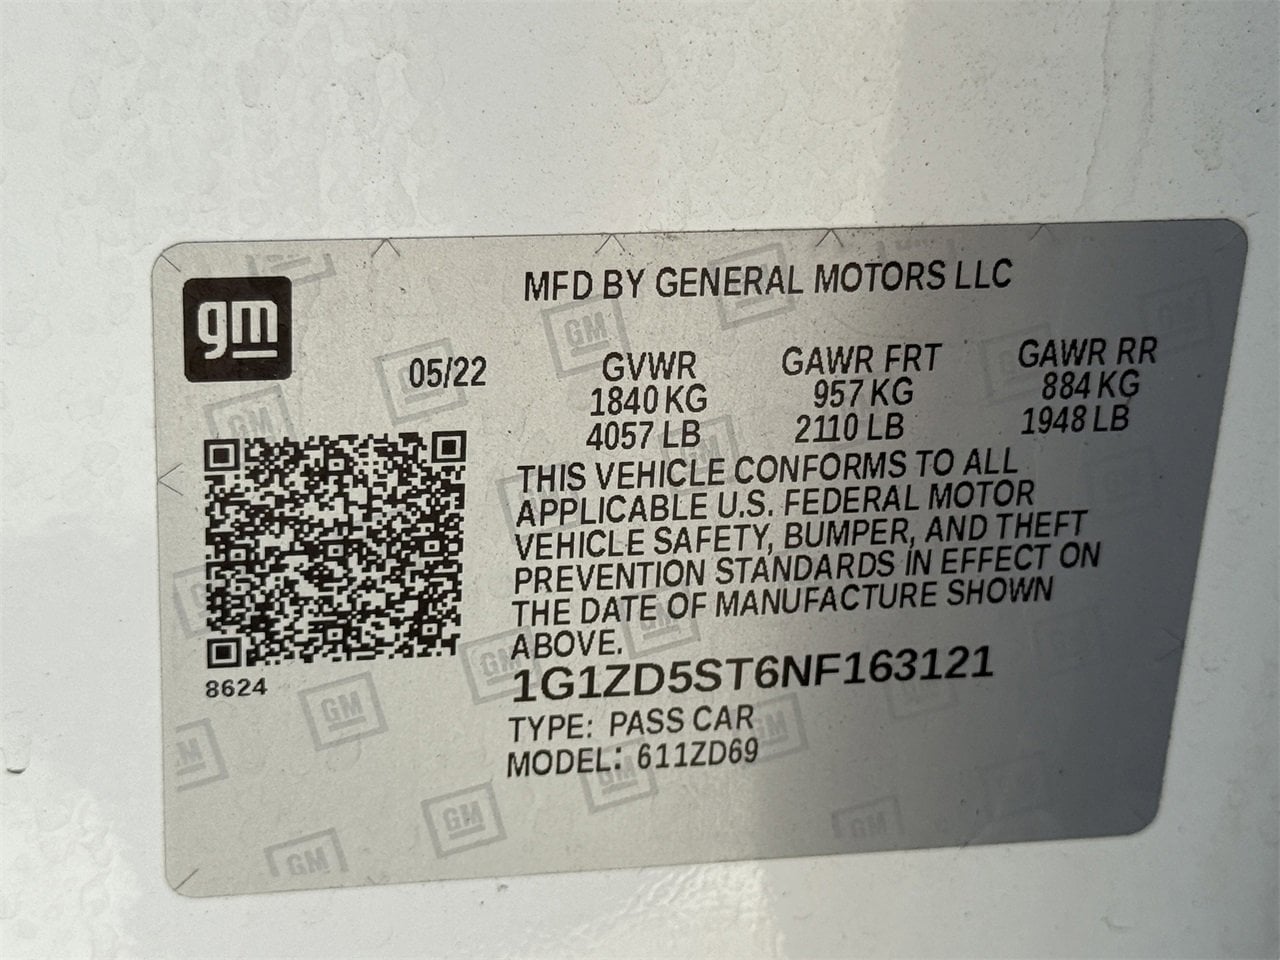 gm
MFD BY GENERAL MOTORS LLC
05/22
GVWR GAWR FRT GAWR RR
1840 KG 957 KG 884 KG
4057 LB 2110 LB 1948 LB
THIS VEHICLE CONFORMS TO ALL
APPLICABLE U.S. FEDERAL MOTOR
VEHICLE SAFETY, BUMPER, AND THEFT
PREVENTION STANDARDS IN EFFECT ON
THE DATE OF MANUFACTURE SHOWN
ABOVE.
8624
1G1ZD5ST6NF163121
TYPE: PASS CAR
MODEL: 611ZD69